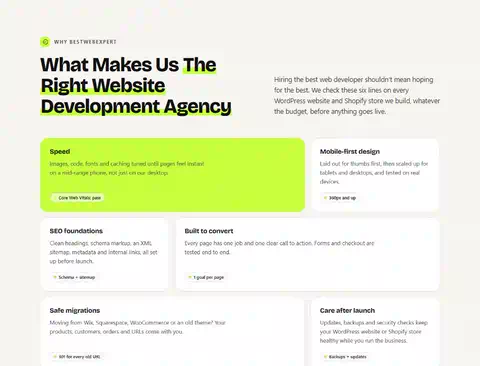 WHY BESTWEBEXPERT
What Makes Us The
Right Website
Development Agency
Hiring the best web developer shouldn't mean hoping
for the best. We check these six lines on every
WordPress website and Shopify store we build, whatever
the budget, before anything goes live.
Speed
Images, code, fonts and caching tuned until pages feel instant
on a mid-range phone, not just on our desktop.
Core Web Vitals pass
Mobile-first design
Laid out for thumbs first, then scaled up for
tablets and desktops, and tested on real
devices.
360px and up
SEO foundations
Clean headings, schema markup, an XML
sitemap, metadata and internal links, all set
up before launch.
Schema + sitemap
Built to convert
Every page has one job and one clear call to action. Forms and checkout are
tested end to end.
1 goal per page
Safe migrations
Moving from Wix, Squarespace, WooCommerce or an old theme? Your
products, customers, orders and URLs come with you.
301 for every old URL
Care after launch
Updates, backups and security checks keep
your WordPress website or Shopify store
healthy while you run the business.
Backups + updates